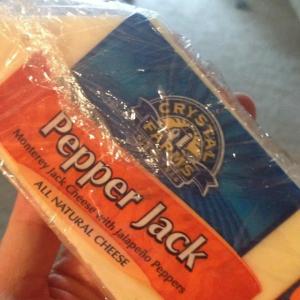 CRYSTAL
FARMS
Pepper Jack
Monterey Jack Cheese with Jalapeño Peppers
ALL NATURAL CHEESE